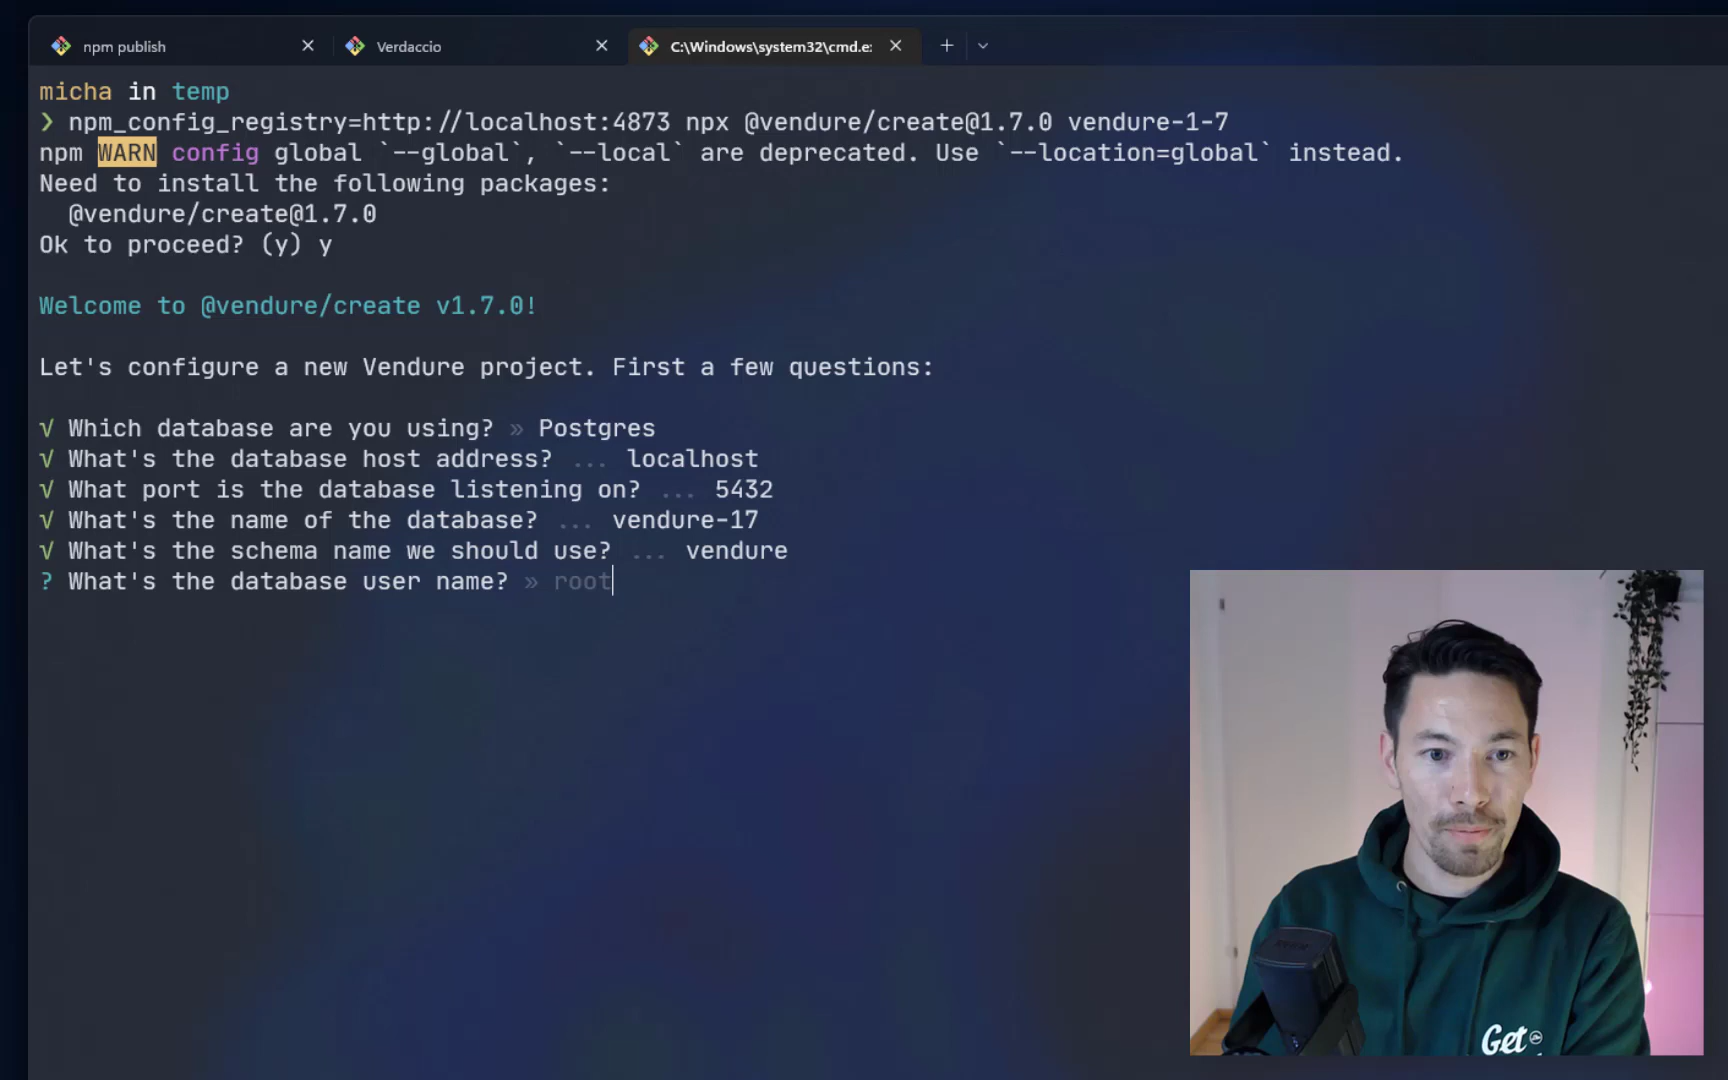 npm publish
Verdaccio
C:\Windows\system32\cmd.e
micha in temp
❯ npm_config_registry=http://localhost:4873 npx @vendure/create@1.7.0 vendure-1-7
npm WARN config global `--global`, `--local` are deprecated. Use `--location=global` instead.
Need to install the following packages:
@vendure/create@1.7.0
Ok to proceed? (y) y
Welcome to @vendure/create v1.7.0!
Let's configure a new Vendure project. First a few questions:
√ Which database are you using? » Postgres
√ What's the database host address? ... localhost
√ What port is the database listening on? ... 5432
√ What's the name of the database? ... vendure-17
√ What's the schema name we should use? ... vendure
? What's the database user name? » root
Get